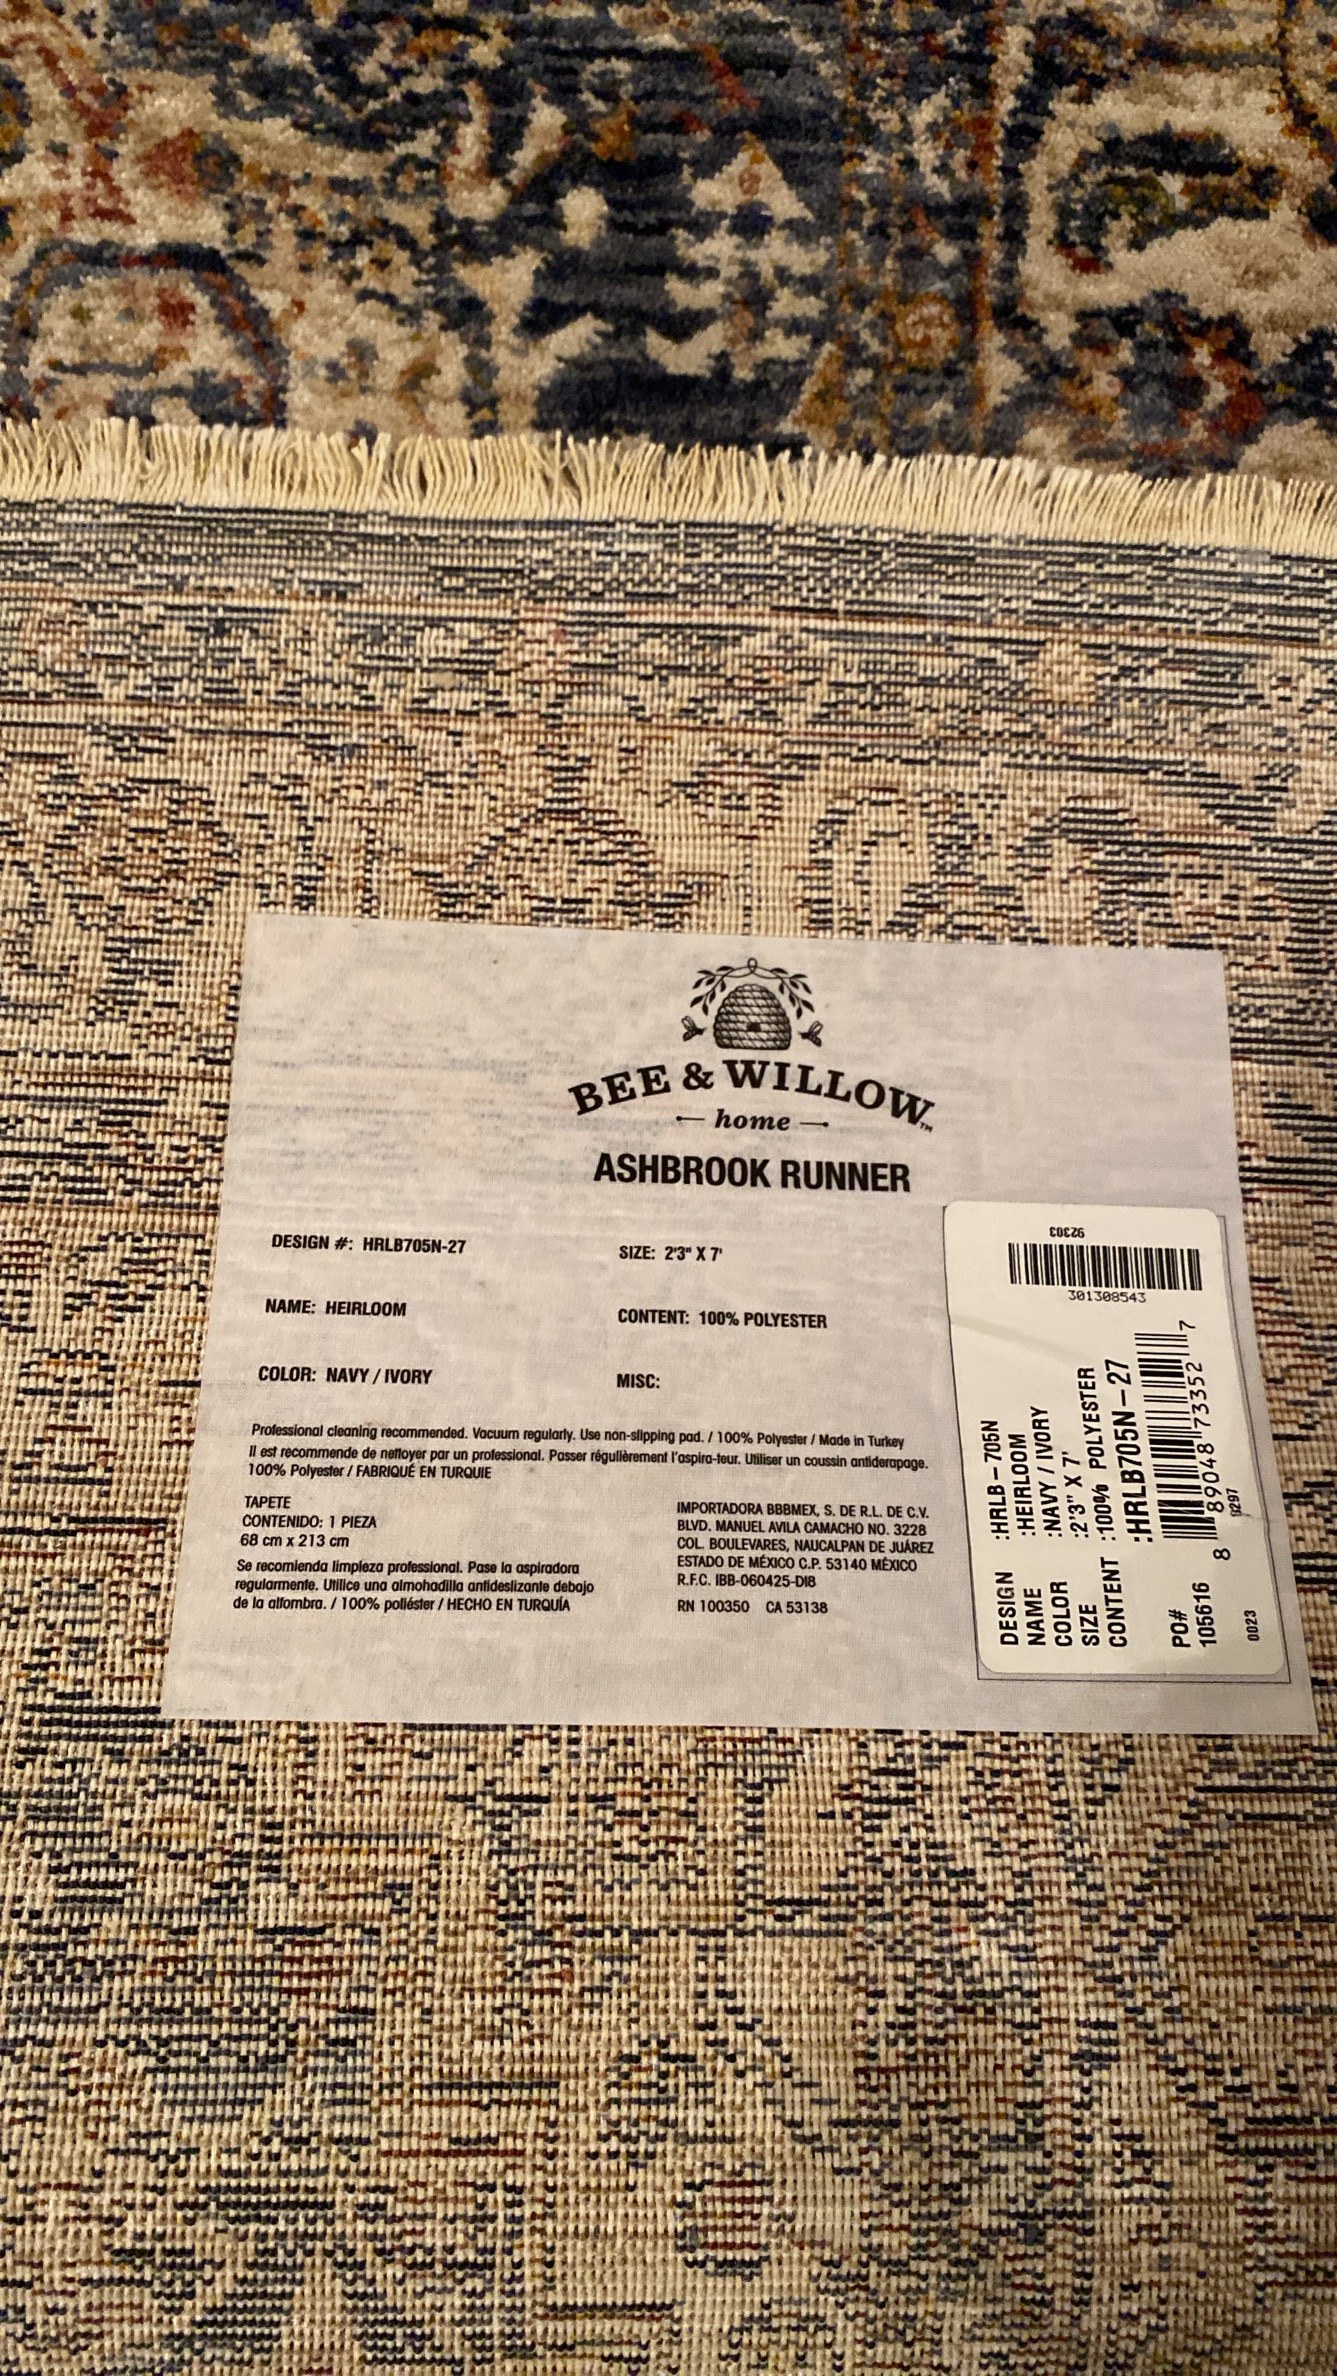 BEE & WILLOW™
home
ASHBROOK RUNNER
DESIGN #: HRLB705N-27
SIZE: 2'3" X 7'
NAME: HEIRLOOM
CONTENT: 100% POLYESTER
COLOR: NAVY / IVORY
MISC:
Professional cleaning recommended. Vacuum regularly. Use non-slipping pad. / 100% Polyester / Made in Turkey
Il est recommende de nettoyer par un professional. Passer régulièrement l'aspira-teur. Utiliser un coussin antiderapage.
100% Polyester / FABRIQUÉ EN TURQUIE
TAPETE
CONTENIDO: 1 PIEZA
68 cm x 213 cm
Se recomienda limpieza professional. Pase la aspiradora
regularmente. Utilice una almohadilla antideslizante debajo
de la alfombra. / 100% poliéster / HECHO EN TURQUÍA
IMPORTADORA BBBMEX, S. DE R.L. DE C.V.
BLVD. MANUEL AVILA CAMACHO NO. 3228
COL. BOULEVARES, NAUCALPAN DE JUÁREZ
ESTADO DE MÉXICO C.P. 53140 MÉXICO
R.F.C. IBB-060425-DI8
RN 100350 CA 53138
92303
301308543
DESIGN :HRLB-705N
NAME :HEIRLOOM
COLOR :NAVY / IVORY
SIZE :2'3" X 7'
CONTENT :100% POLYESTER
:HRLB705N-27
PO#
105616
8 89048 73352 7
0297
0023